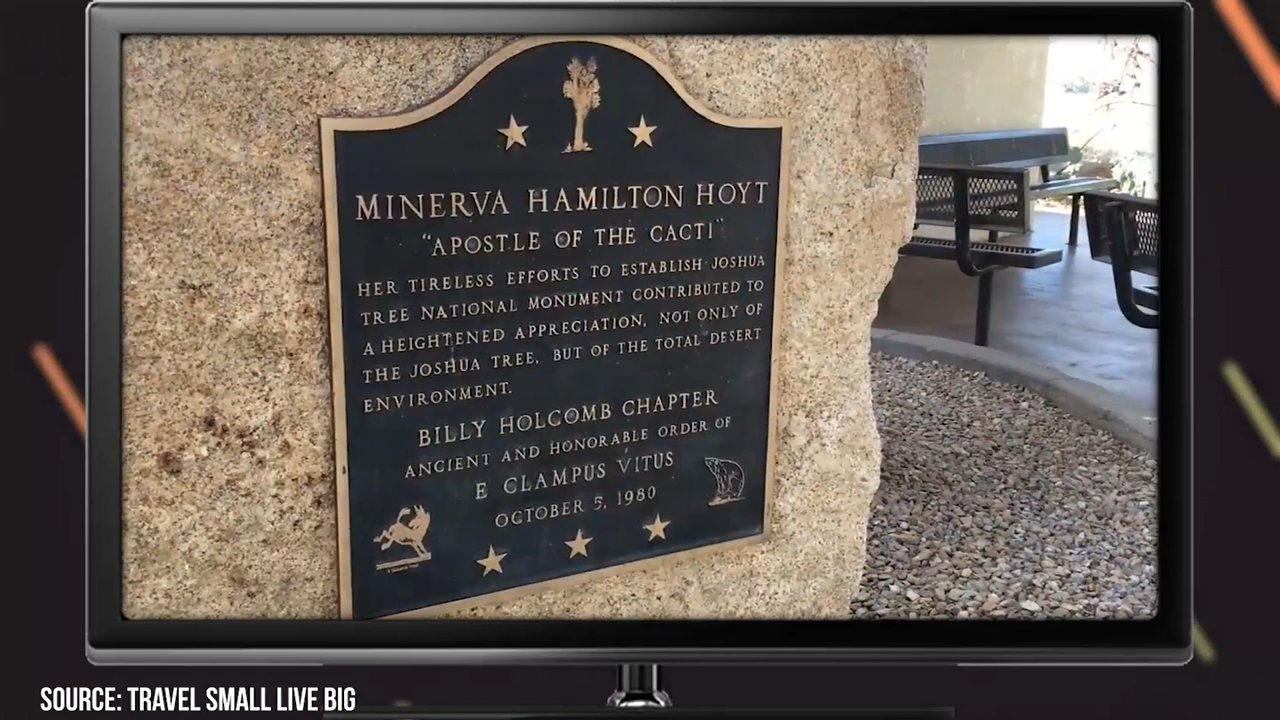 MINERVA HAMILTON HOYT
"APOSTLE OF THE CACTI"
HER TIRELESS EFFORTS TO ESTABLISH JOSHUA
TREE NATIONAL MONUMENT CONTRIBUTED TO
A HEIGHTENED APPRECIATION, NOT ONLY OF
THE JOSHUA TREE, BUT OF THE TOTAL DESERT
ENVIRONMENT.
BILLY HOLCOMB CHAPTER
ANCIENT AND HONORABLE ORDER OF
E CLAMPUS VITUS
OCTOBER 5, 1980
SOURCE: TRAVEL SMALL LIVE BIG